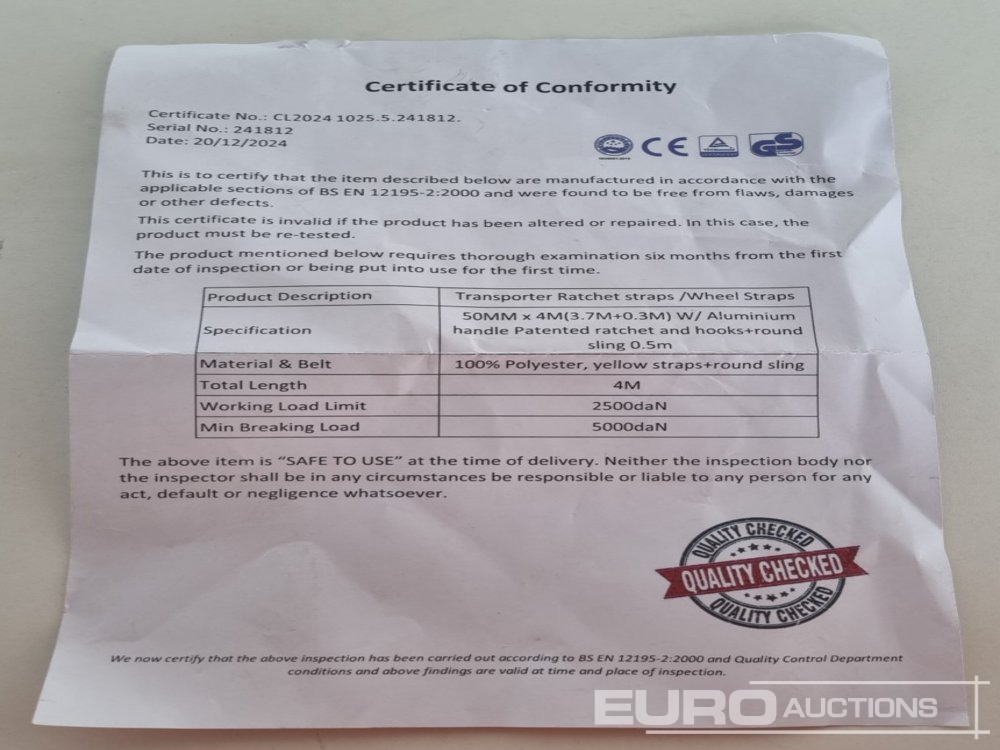 Certificate of Conformity
Certificate No.: CL2024 1025.5.241812.
Serial No.: 241812
Date: 20/12/2024
CE GS
This is to certify that the item described below are manufactured in accordance with the
applicable sections of BS EN 12195-2:2000 and were found to be free from flaws, damages
or other defects.
This certificate is invalid if the product has been altered or repaired. In this case, the
product must be re-tested.
The product mentioned below requires thorough examination six months from the first
date of inspection or being put into use for the first time.
Product Description Transporter Ratchet straps /Wheel Straps
Specification 50MM x 4M(3.7M+0.3M) W/ Aluminium
handle Patented ratchet and hooks+round
sling 0.5m
Material & Belt 100% Polyester, yellow straps+round sling
Total Length 4M
Working Load Limit 2500daN
Min Breaking Load 5000daN
The above item is “SAFE TO USE” at the time of delivery. Neither the inspection body nor
the inspector shall be in any circumstances be responsible or liable to any person for any
act, default or negligence whatsoever.
QUALITY CHECKED
QUALITY CHECKED
QUALITY CHECKED
We now certify that the above inspection has been carried out according to BS EN 12195-2:2000 and Quality Control Department
conditions and above findings are valid at time and place of inspection.
EURO AUCTIONS